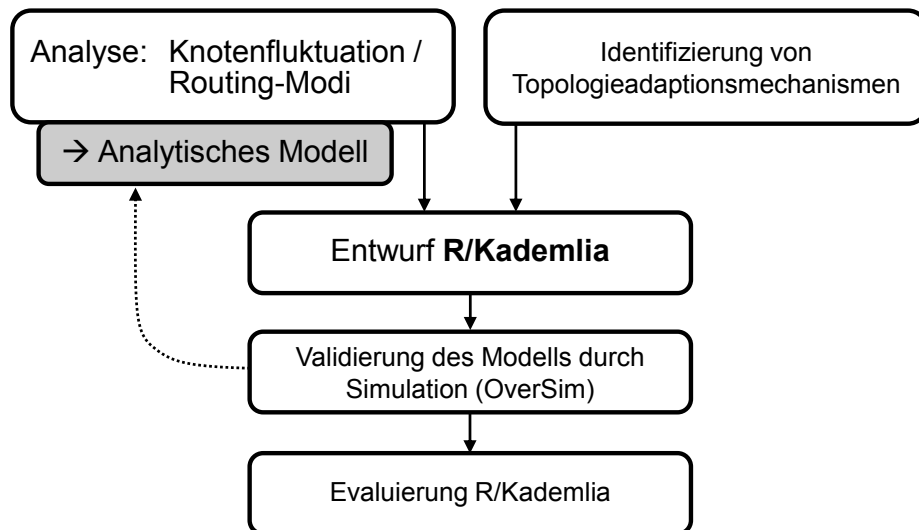 Analyse: Knotenfluktuation /
Routing-Modi
Identifizierung von
Topologieadaptionsmechanismen
→ Analytisches Modell
Entwurf R/Kademlia
Validierung des Modells durch
Simulation (OverSim)
Evaluierung R/Kademlia